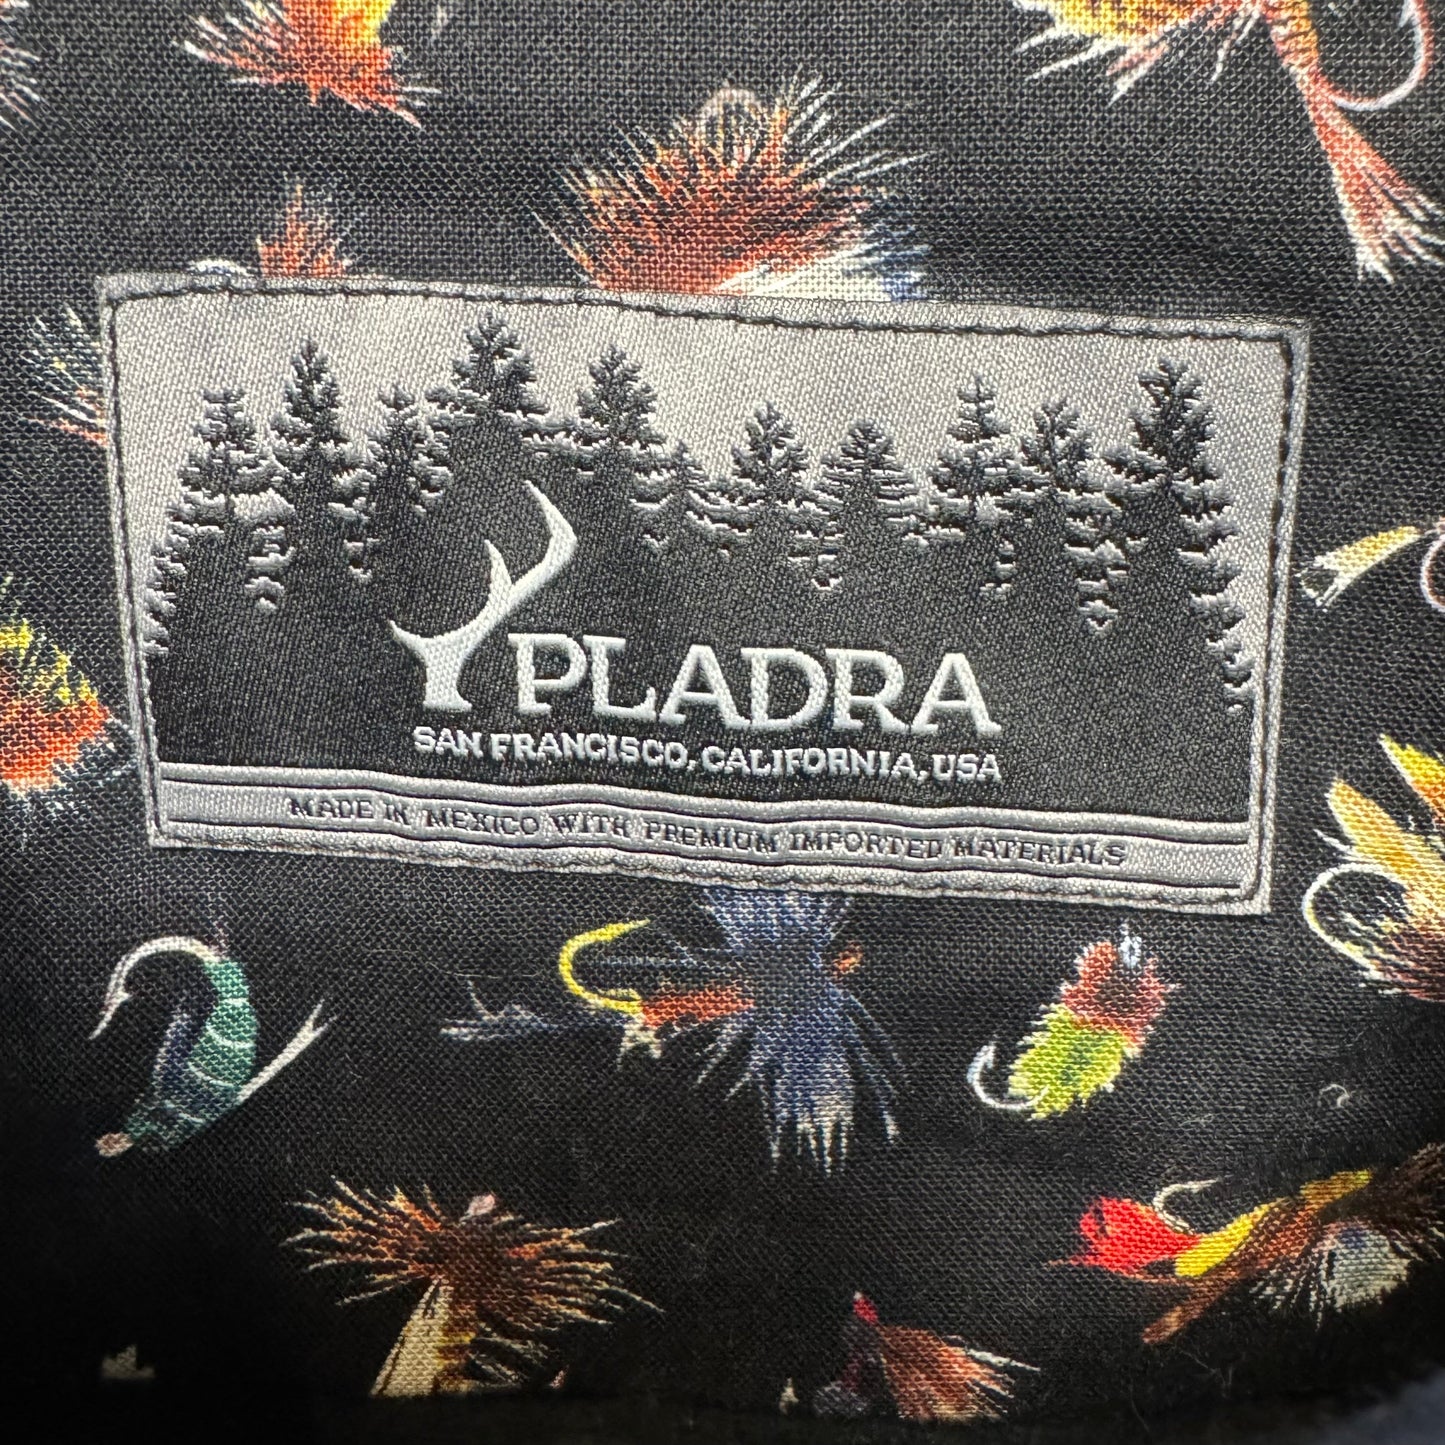 PLADRA
SAN FRANCISCO, CALIFORNIA, USA
MADE IN MEXICO WITH PREMIUM IMPORTED MATERIALS